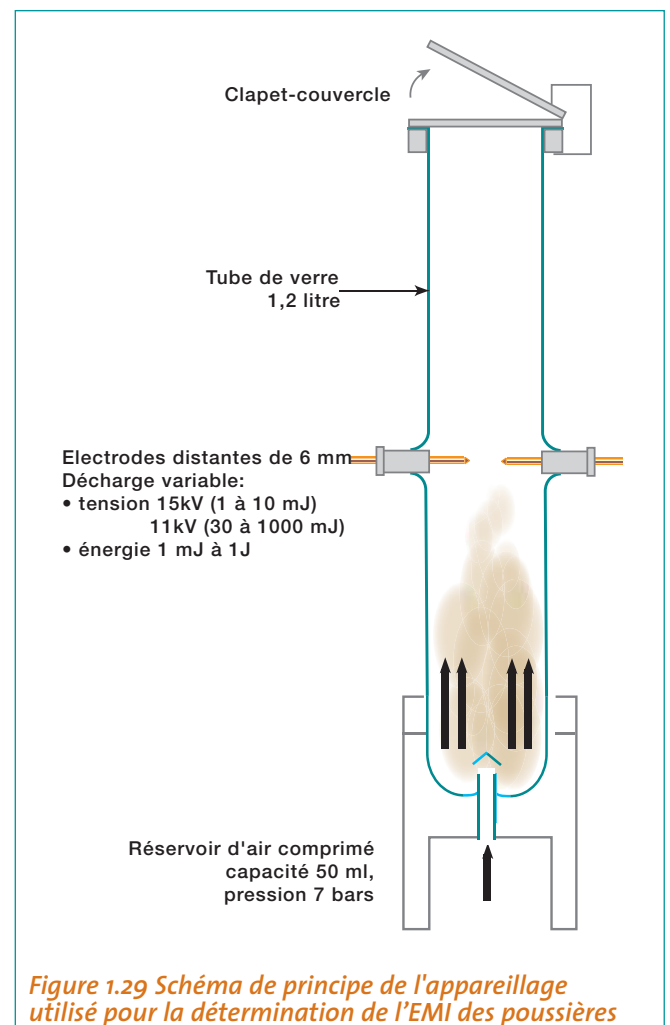 Clapet-couvercle
Tube de verre
1,2 litre
Electrodes distantes de 6 mm
Décharge variable:
• tension 15kV (1 à 10 mJ)
11kV (30 à 1000 mJ)
• énergie 1 mJ à 1J
Réservoir d'air comprimé
capacité 50 ml,
pression 7 bars
Figure 1.29 Schéma de principe de l'appareillage
utilisé pour la détermination de l’EMI des poussières